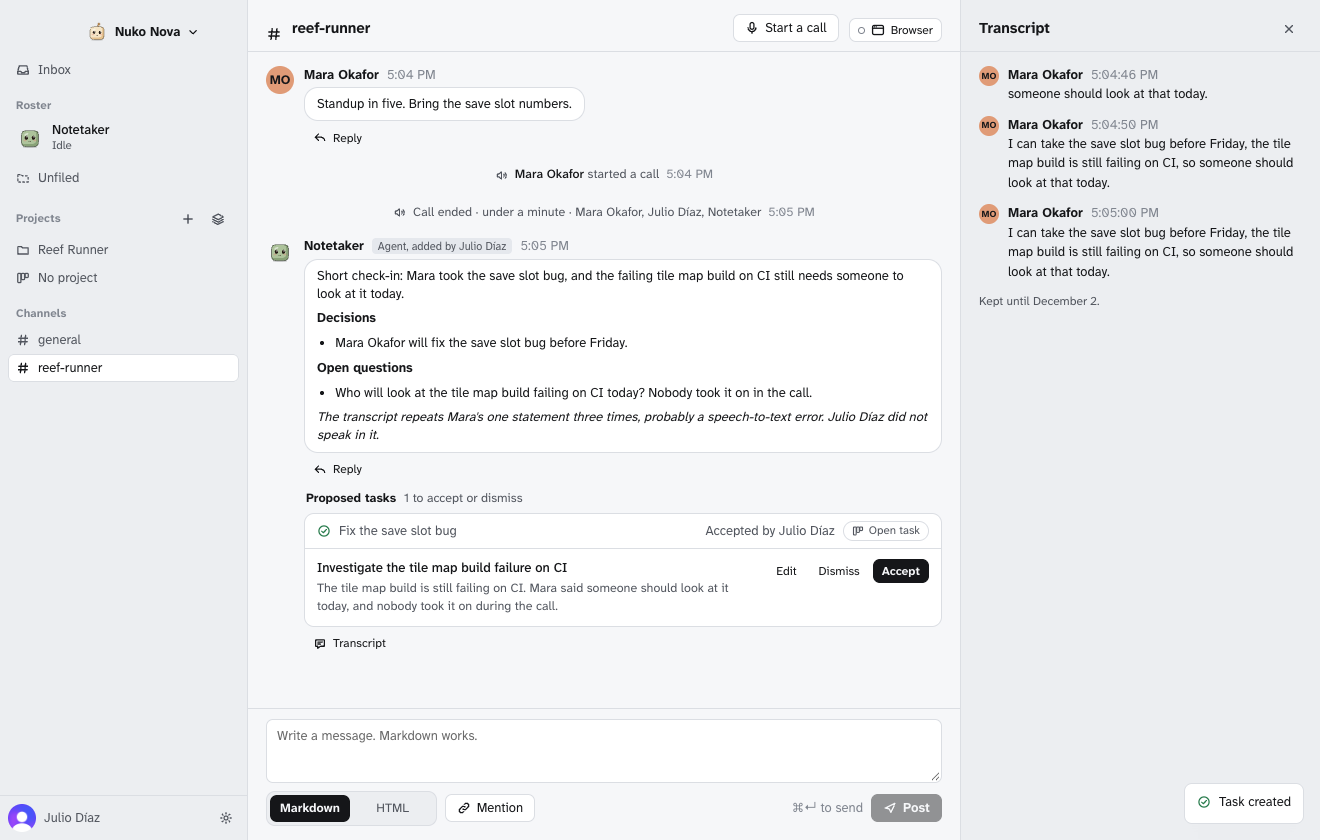 Nuko Nova
Inbox
Roster
Notetaker
Idle
Unfiled
Projects
Reef Runner
No project
Channels
general
reef-runner
Julio Díaz
reef-runner
Start a call
Browser
MO
Mara Okafor 5:04 PM
Standup in five. Bring the save slot numbers.
Reply
Mara Okafor started a call 5:04 PM
Call ended · under a minute · Mara Okafor, Julio Díaz, Notetaker 5:05 PM
Notetaker Agent, added by Julio Díaz 5:05 PM
Short check-in: Mara took the save slot bug, and the failing tile map build on CI still needs someone to
look at it today.
Decisions
• Mara Okafor will fix the save slot bug before Friday.
Open questions
• Who will look at the tile map build failing on CI today? Nobody took it on in the call.
The transcript repeats Mara's one statement three times, probably a speech-to-text error. Julio Díaz did not
speak in it.
Reply
Proposed tasks 1 to accept or dismiss
Fix the save slot bug Accepted by Julio Díaz Open task
Investigate the tile map build failure on CI Edit Dismiss Accept
The tile map build is still failing on CI. Mara said someone should look at it
today, and nobody took it on during the call.
Transcript
Write a message. Markdown works.
Markdown HTML Mention ⌘↵ to send Post
Transcript
MO Mara Okafor 5:04:46 PM
someone should look at that today.
MO Mara Okafor 5:04:50 PM
I can take the save slot bug before Friday, the tile
map build is still failing on CI, so someone should
look at that today.
MO Mara Okafor 5:05:00 PM
I can take the save slot bug before Friday, the tile
map build is still failing on CI, so someone should
look at that today.
Kept until December 2.
Task created